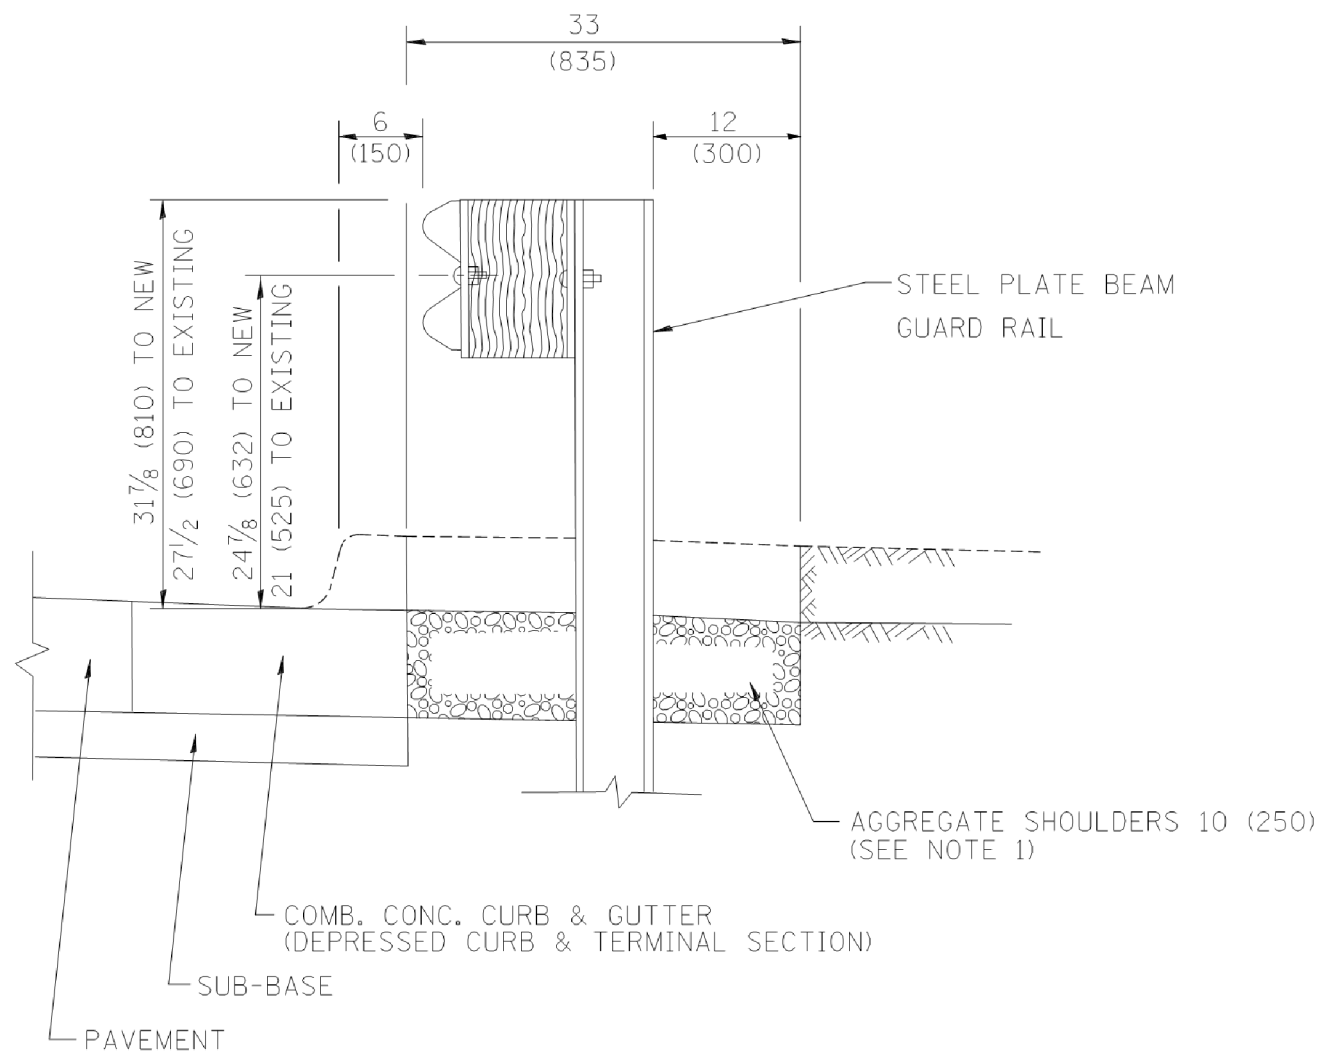 33
(835)
6
(150)
12
(300)
31⅞ (810) TO NEW
27½ (690) TO EXISTING
24⅞ (632) TO NEW
21 (525) TO EXISTING
STEEL PLATE BEAM
GUARD RAIL
AGGREGATE SHOULDERS 10 (250)
(SEE NOTE 1)
COMB. CONC. CURB & GUTTER
(DEPRESSED CURB & TERMINAL SECTION)
SUB-BASE
PAVEMENT